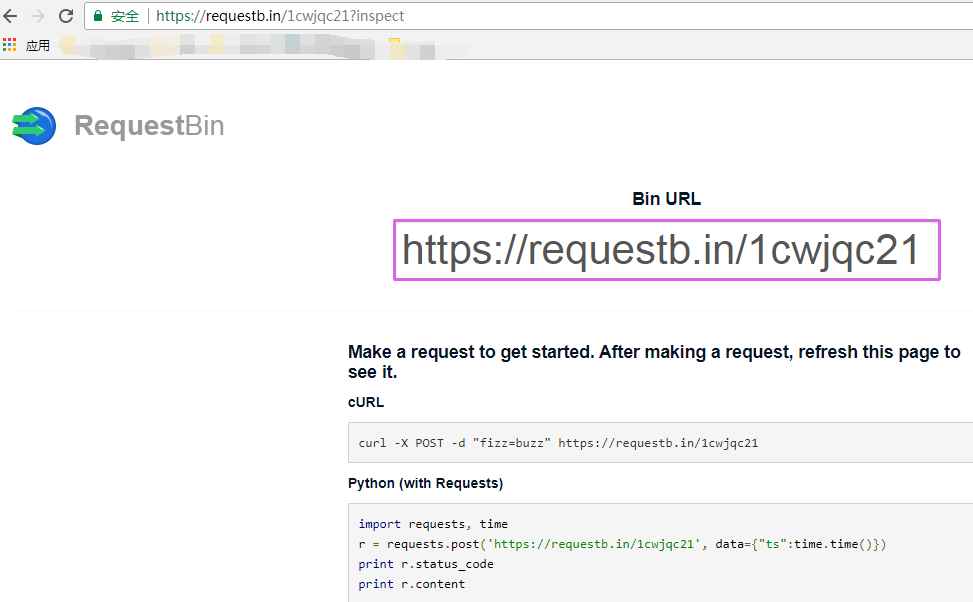 安全 https://requestb.in/1cwjqc21?inspect
应用
RequestBin
Bin URL
https://requestb.in/1cwjqc21
Make a request to get started. After making a request, refresh this page to
see it.
cURL
curl -X POST -d "fizz=buzz" https://requestb.in/1cwjqc21
Python (with Requests)
import requests, time
r = requests.post('https://requestb.in/1cwjqc21', data={"ts":time.time()})
print r.status_code
print r.content